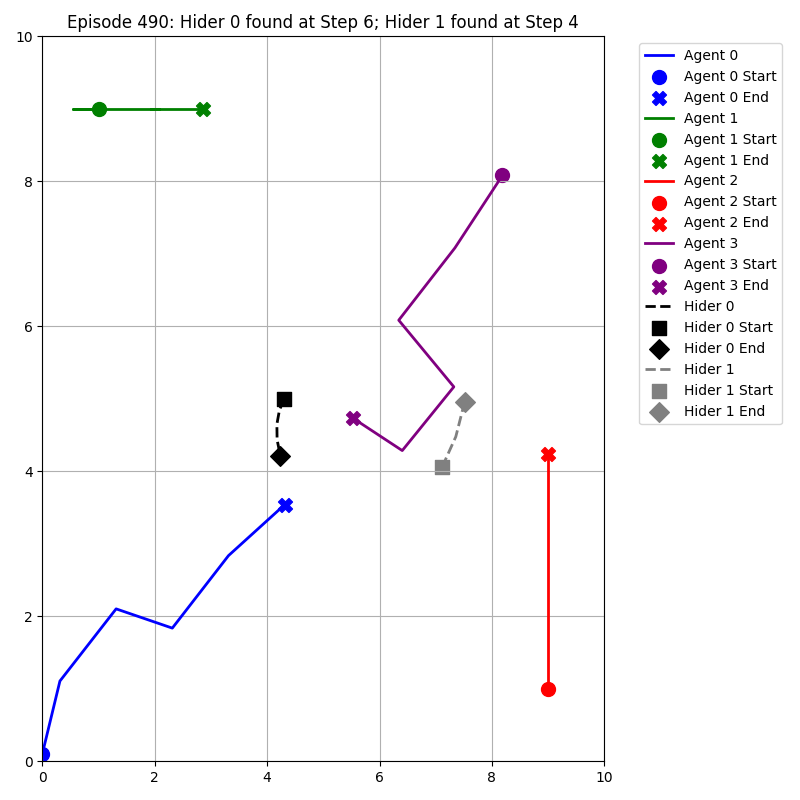 Episode 490: Hider 0 found at Step 6; Hider 1 found at Step 4
10
8
6
4
2
0
0 2 4 6 8 10
Agent 0
Agent 0 Start
Agent 0 End
Agent 1
Agent 1 Start
Agent 1 End
Agent 2
Agent 2 Start
Agent 2 End
Agent 3
Agent 3 Start
Agent 3 End
Hider 0
Hider 0 Start
Hider 0 End
Hider 1
Hider 1 Start
Hider 1 End